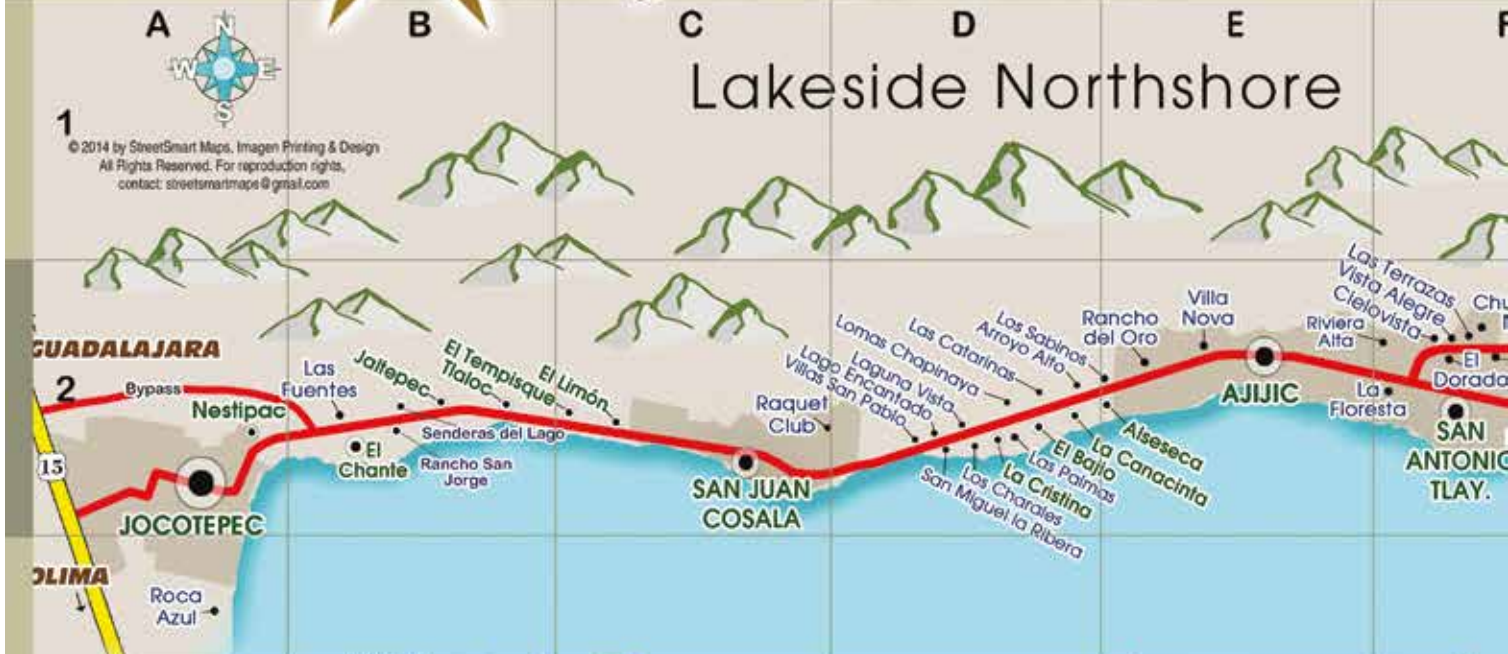 A B C D E F
N
W E
S
Lakeside Northshore
1
© 2014 by StreetSmart Maps, Imagen Printing & Design
All Rights Reserved. For reproduction rights,
contact: streetsmartmaps@gmail.com
GUADALAJARA
2
Bypass
Nestipac
Las
Fuentes
Jaltepec
El Tempisque
Tlaloc
El Limón
Senderas del Lago
El
Chante
Rancho San
Jorge
15
JOCOTEPEC
OLIMA
Roca
Azul
SAN JUAN
COSALA
Raquet
Club
Villas San Pablo
Lago Encantado
Laguna Vista
Lomas Chapinaya
Las Catarinas
Arroyo Alto
Los Sabinos
Rancho
del Oro
Villa
Nova
San Miguel la Ribera
Los Charales
La Cristina
Las Palmas
El Bajio
La Canacinta
Alseseca
AJIJIC
Riviera
Alta
Las Terrazas
Vista Alegre
Cielovista
Chu
El
Dorada
La
Floresta
SAN
ANTONIO
TLAY.